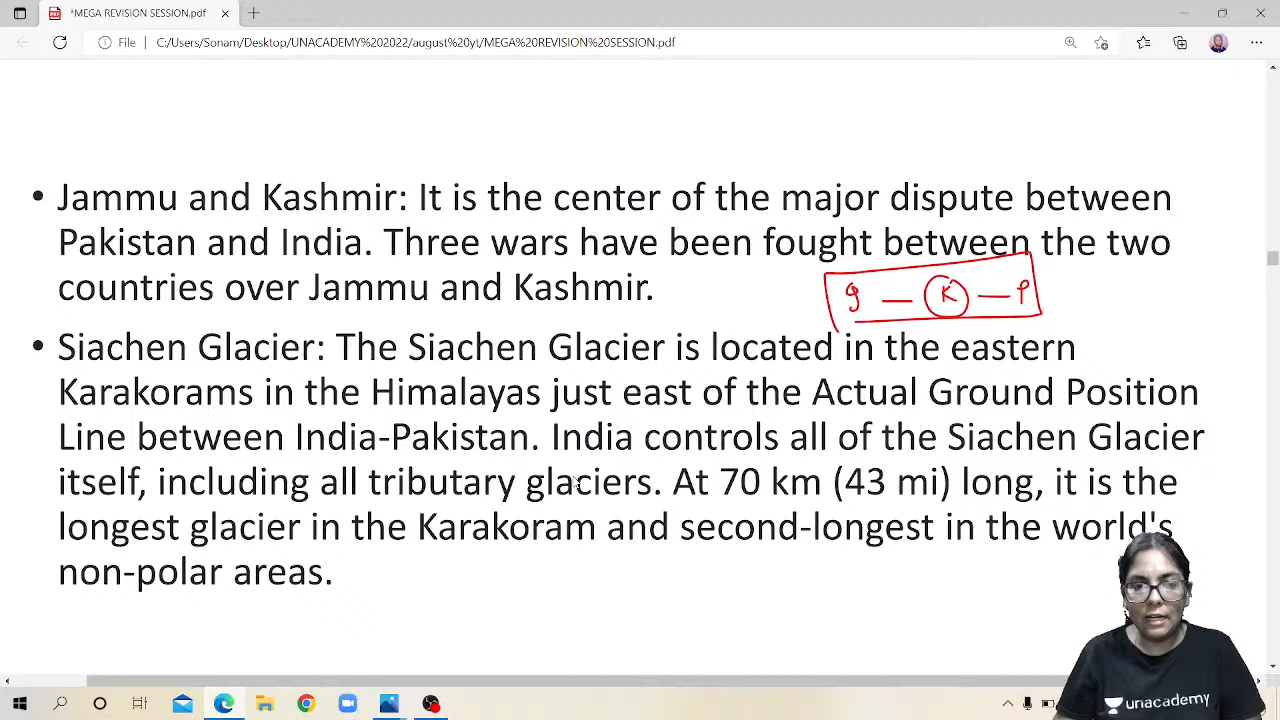 *MEGA REVISION SESSION.pdf
File C:/Users/Sonam/Desktop/UNACADEMY%202022/august%20yt/MEGA%20REVISION%20SESSION.pdf
• Jammu and Kashmir: It is the center of the major dispute between
Pakistan and India. Three wars have been fought between the two
countries over Jammu and Kashmir.
K — P
• Siachen Glacier: The Siachen Glacier is located in the eastern
Karakorams in the Himalayas just east of the Actual Ground Position
Line between India-Pakistan. India controls all of the Siachen Glacier
itself, including all tributary glaciers. At 70 km (43 mi) long, it is the
longest glacier in the Karakoram and second-longest in the world's
non-polar areas.
unacademy